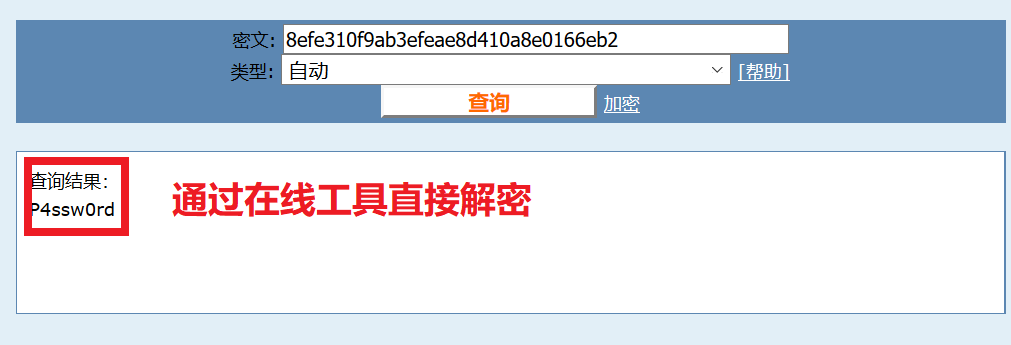 密文: 8efe310f9ab3efeae8d410a8e0166eb2
类型: 自动 [帮助]
查询 加密
查询结果:
P4ssw0rd
通过在线工具直接解密